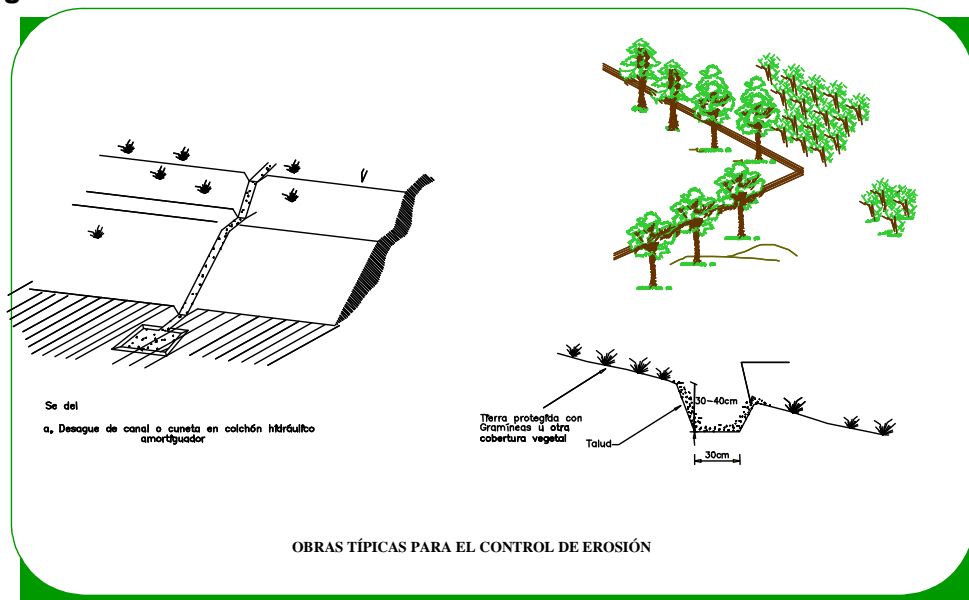 Se del
a, Desague de canal o cuneta en colchón hidráulico
amortiguador
Tierra protegida con
Gramíneas u otra
cobertura vegetal
Talud
30-40cm
30cm
OBRAS TÍPICAS PARA EL CONTROL DE EROSIÓN